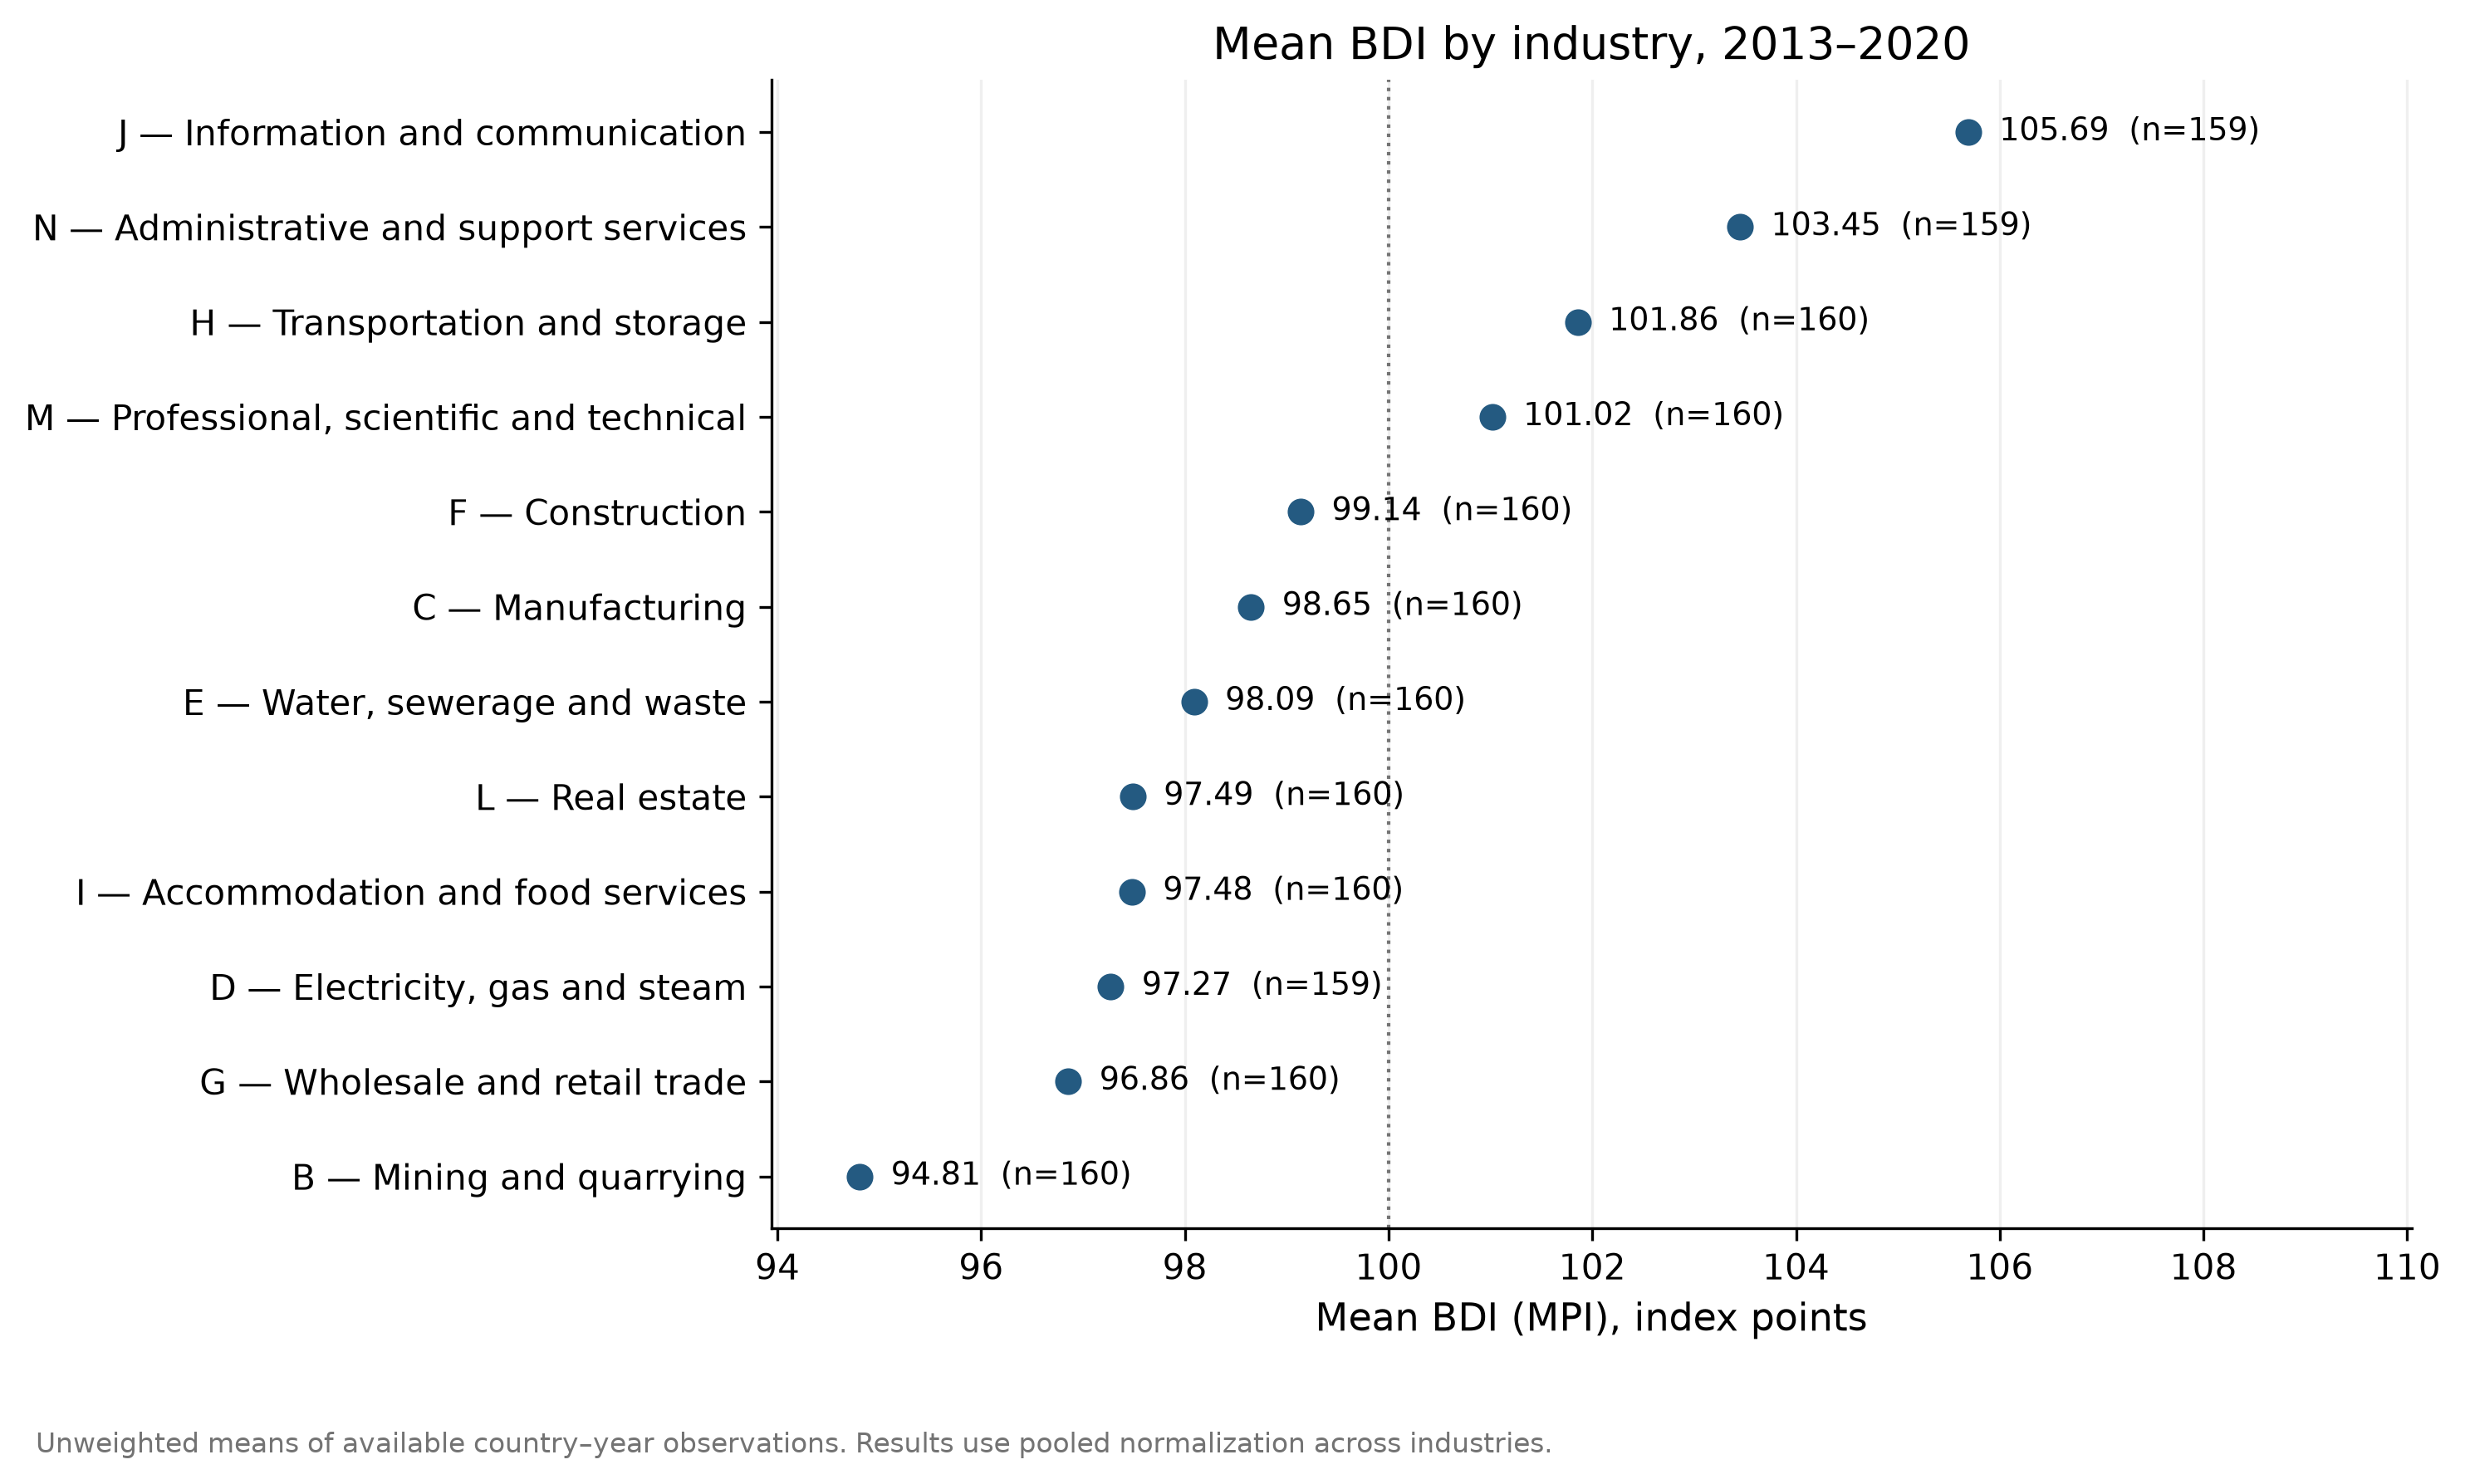 Mean BDI by industry, 2013–2020
J — Information and communication 105.69 (n=159)
N — Administrative and support services 103.45 (n=159)
H — Transportation and storage 101.86 (n=160)
M — Professional, scientific and technical 101.02 (n=160)
F — Construction 99.14 (n=160)
C — Manufacturing 98.65 (n=160)
E — Water, sewerage and waste 98.09 (n=160)
L — Real estate 97.49 (n=160)
I — Accommodation and food services 97.48 (n=160)
D — Electricity, gas and steam 97.27 (n=159)
G — Wholesale and retail trade 96.86 (n=160)
B — Mining and quarrying 94.81 (n=160)
94 96 98 100 102 104 106 108 110
Mean BDI (MPI), index points
Unweighted means of available country–year observations. Results use pooled normalization across industries.